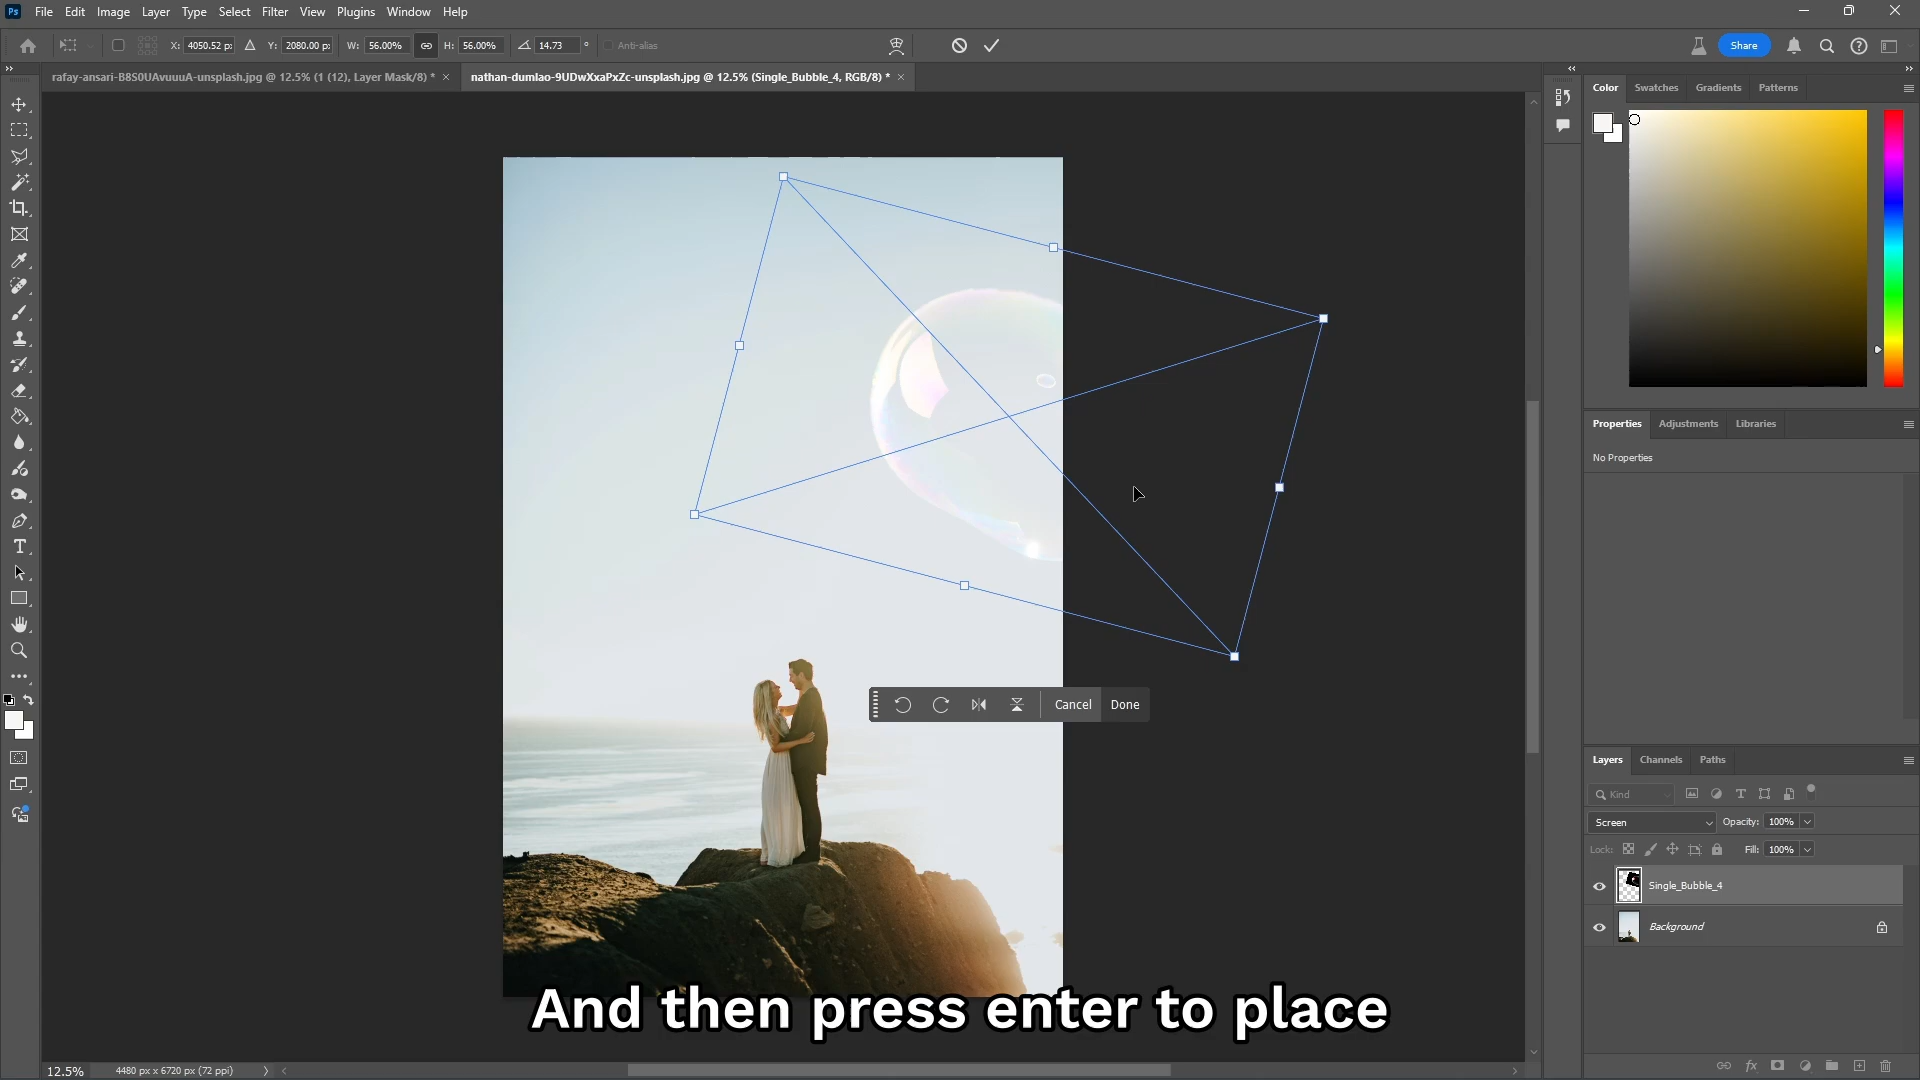 Ps File Edit Image Layer Type Select Filter View Plugins Window Help
X: 4050.52 px Y: 2080.00 px W: 56.00% H: 56.00% 14.73 ° Anti-alias Share
rafay-ansari-B8S0UAvuuuA-unsplash.jpg @ 12.5% (1 (12), Layer Mask/8) * × nathan-dumlao-9UDwXxaPxZc-unsplash.jpg @ 12.5% (Single_Bubble_4, RGB/8) * ×
Color Swatches Gradients Patterns
Properties Adjustments Libraries
No Properties
Cancel Done
Layers Channels Paths
Kind
Screen Opacity: 100%
Lock: Fill: 100%
Single_Bubble_4
Background
And then press enter to place
12.5% 4480 px x 6720 px (72 ppi)